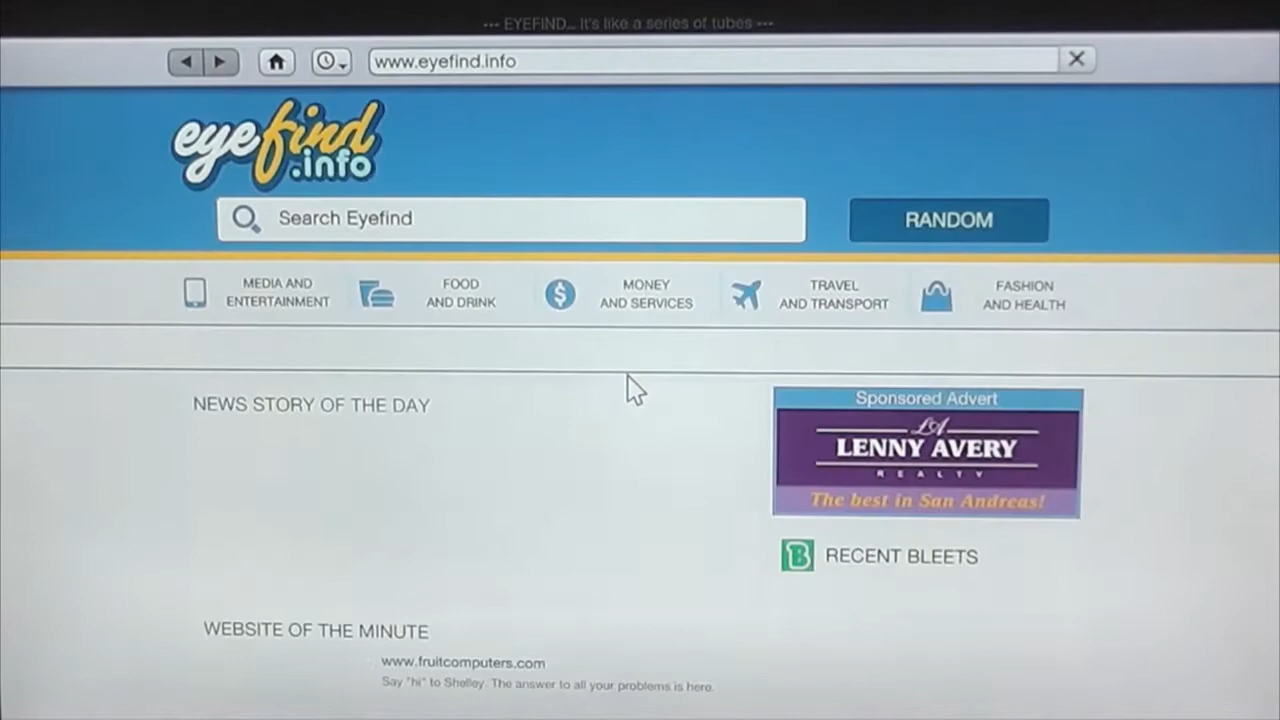 --- EYEFIND... It's like a series of tubes ---
www.eyefind.info
eyefind
.info
Search Eyefind
RANDOM
MEDIA AND
ENTERTAINMENT
FOOD
AND DRINK
MONEY
AND SERVICES
TRAVEL
AND TRANSPORT
FASHION
AND HEALTH
NEWS STORY OF THE DAY
Sponsored Advert
LA
LENNY AVERY
REALTY
The best in San Andreas!
B
RECENT BLEETS
WEBSITE OF THE MINUTE
www.fruitcomputers.com
Say "hi" to Shelley. The answer to all your problems is here.